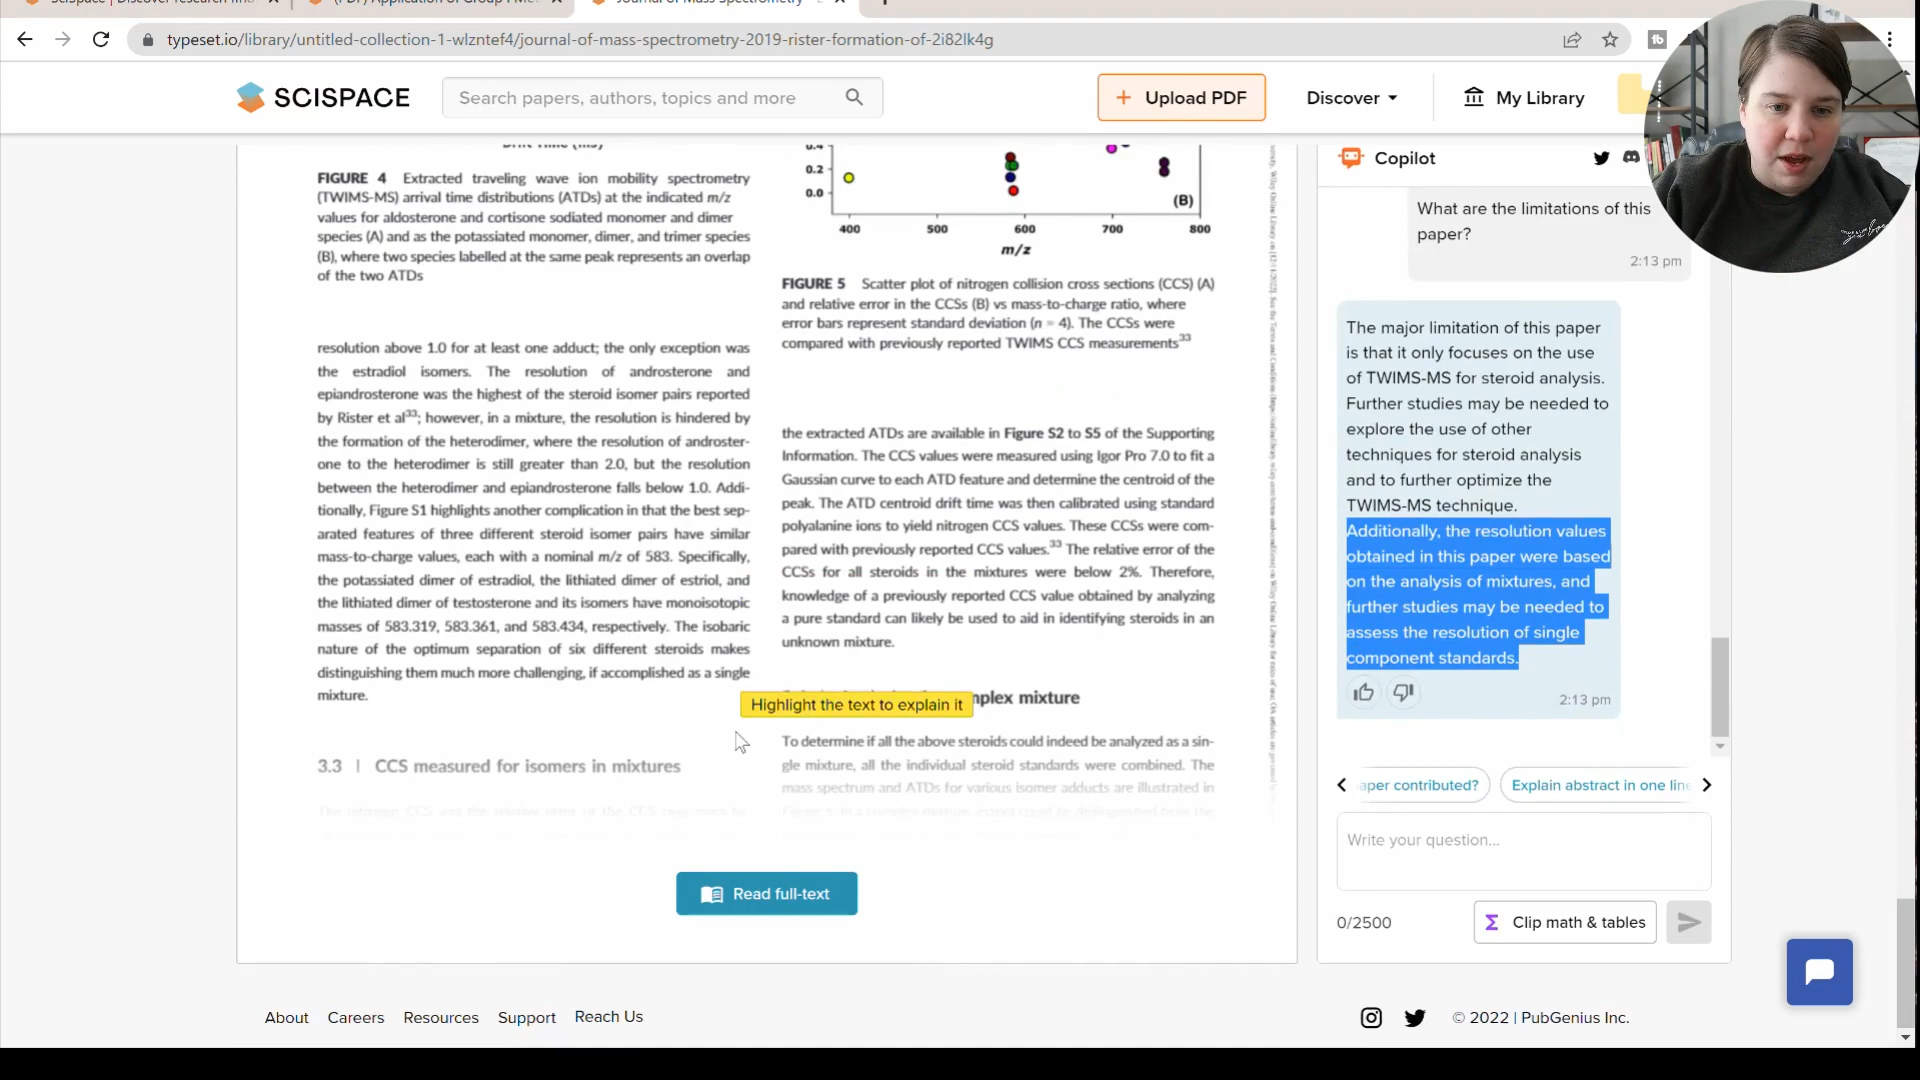 SciSpace | Discover research
(PDF) Application of Group I Me
Journal of Mass Spectrometry
typeset.io/library/untitled-collection-1-wlzntef4/journal-of-mass-spectrometry-2019-rister-formation-of-2i82lk4g
SCISPACE
Search papers, authors, topics and more
+ Upload PDF
Discover
My Library
Drift Time (ms)
FIGURE 4 Extracted traveling wave ion mobility spectrometry
(TWIMS-MS) arrival time distributions (ATDs) at the indicated m/z
values for aldosterone and cortisone sodiated monomer and dimer
species (A) and as the potassiated monomer, dimer, and trimer species
(B), where two species labelled at the same peak represents an overlap
of the two ATDs
resolution above 1.0 for at least one adduct; the only exception was
the estradiol isomers. The resolution of androsterone and
epiandrosterone was the highest of the steroid isomer pairs reported
by Rister et al33; however, in a mixture, the resolution is hindered by
the formation of the heterodimer, where the resolution of androster-
one to the heterodimer is still greater than 2.0, but the resolution
between the heterodimer and epiandrosterone falls below 1.0. Addi-
tionally, Figure S1 highlights another complication in that the best sep-
arated features of three different steroid isomer pairs have similar
mass-to-charge values, each with a nominal m/z of 583. Specifically,
the potassiated dimer of estradiol, the lithiated dimer of estriol, and
the lithiated dimer of testosterone and its isomers have monoisotopic
masses of 583.319, 583.361, and 583.434, respectively. The isobaric
nature of the optimum separation of six different steroids makes
distinguishing them much more challenging, if accomplished as a single
mixture.
3.3 | CCS measured for isomers in mixtures
0.4
0.2
0.0
(B)
400 500 600 700 800
m/z
FIGURE 5 Scatter plot of nitrogen collision cross sections (CCS) (A)
and relative error in the CCSs (B) vs mass-to-charge ratio, where
error bars represent standard deviation (n = 4). The CCSs were
compared with previously reported TWIMS CCS measurements33
the extracted ATDs are available in Figure S2 to S5 of the Supporting
Information. The CCS values were measured using Igor Pro 7.0 to fit a
Gaussian curve to each ATD feature and determine the centroid of the
peak. The ATD centroid drift time was then calibrated using standard
polyalanine ions to yield nitrogen CCS values. These CCSs were com-
pared with previously reported CCS values.33 The relative error of the
CCSs for all steroids in the mixtures were below 2%. Therefore,
knowledge of a previously reported CCS value obtained by analyzing
a pure standard can likely be used to aid in identifying steroids in an
unknown mixture.
mplex mixture
Highlight the text to explain it
To determine if all the above steroids could indeed be analyzed as a sin-
gle mixture, all the individual steroid standards were combined. The
mass spectrum and ATDs for various isomer adducts are illustrated in
Read full-text
Copilot
What are the limitations of this
paper?
2:13 pm
The major limitation of this paper
is that it only focuses on the use
of TWIMS-MS for steroid analysis.
Further studies may be needed to
explore the use of other
techniques for steroid analysis
and to further optimize the
TWIMS-MS technique.
Additionally, the resolution values
obtained in this paper were based
on the analysis of mixtures, and
further studies may be needed to
assess the resolution of single
component standards.
2:13 pm
aper contributed?
Explain abstract in one line
Write your question...
0/2500
Σ Clip math & tables
About Careers Resources Support Reach Us
© 2022 | PubGenius Inc.